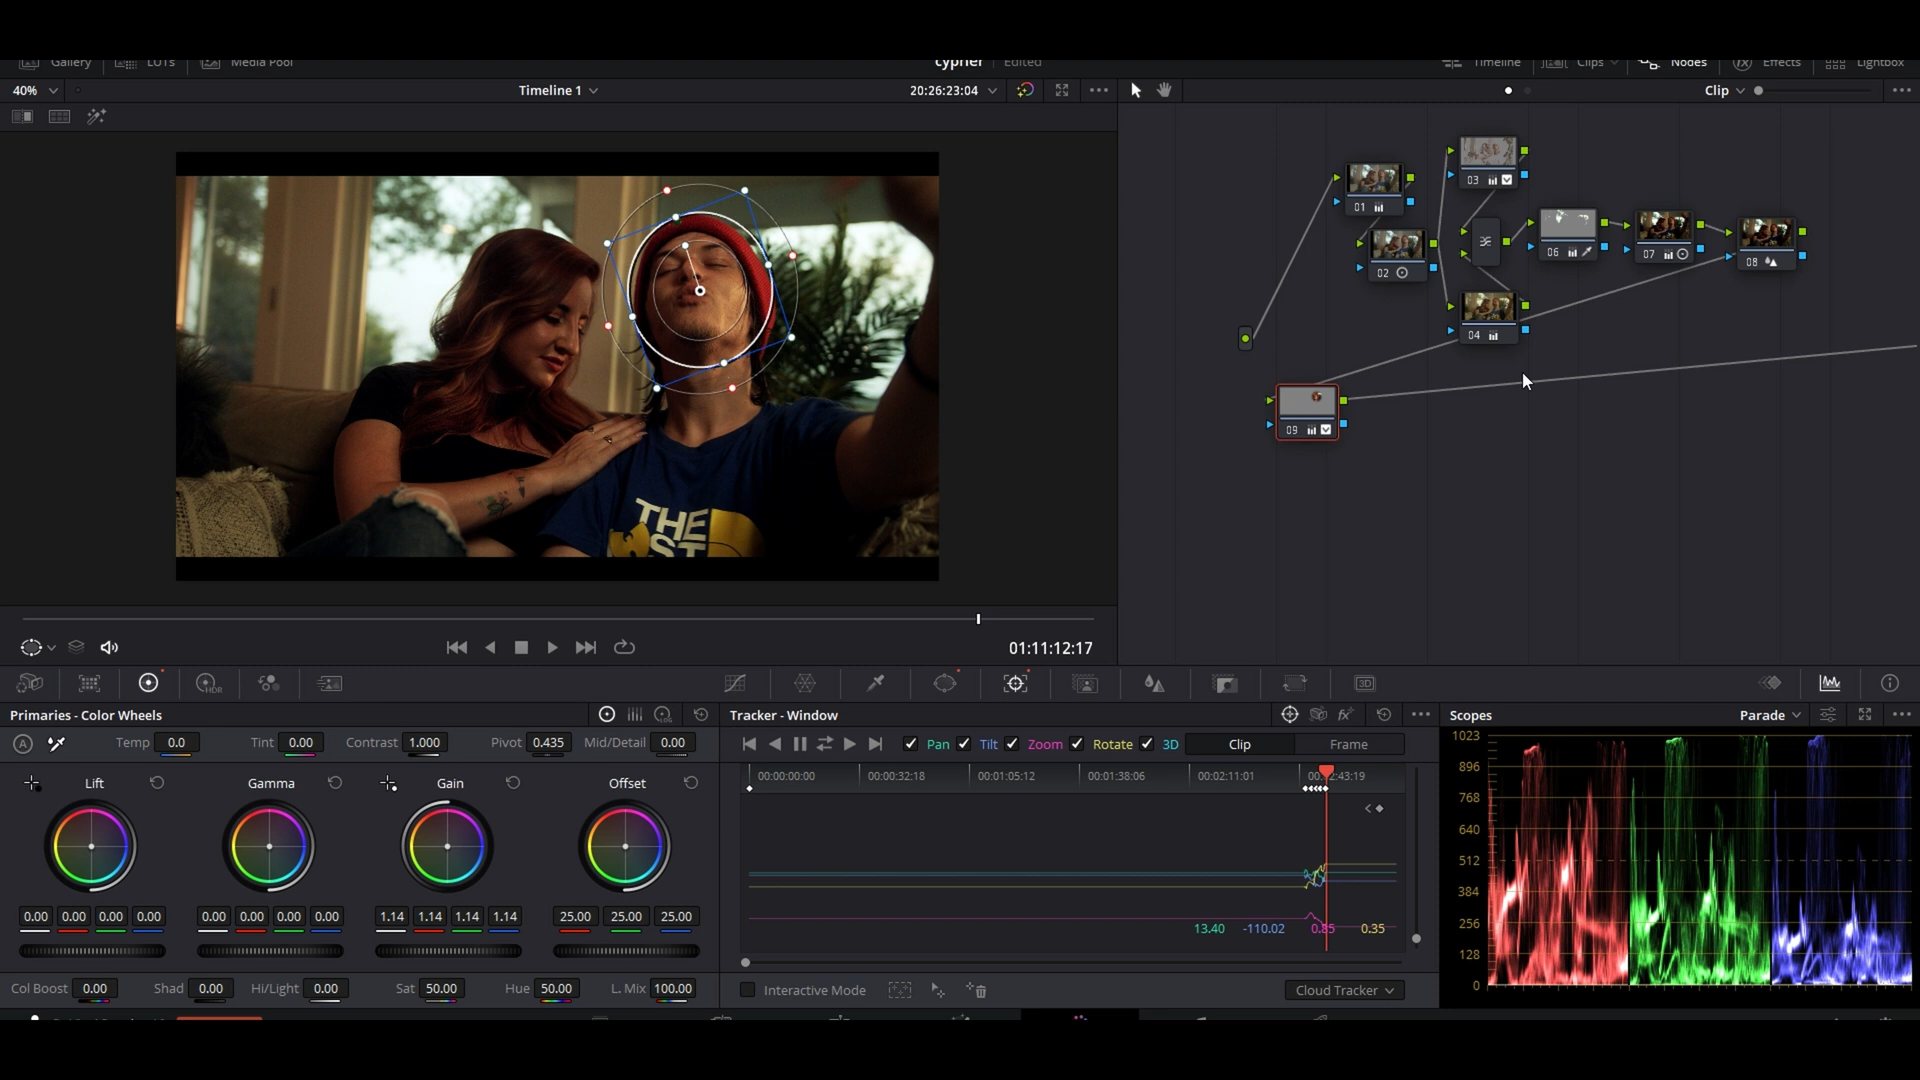 Gallery LUTs Media Pool cypher Edited Timeline Clips Nodes Effects Lightbox
40% Timeline 1 20:26:23:04 Clip
03
01
06 07 08
02
04
09
THE
01:11:12:17
HDR 3D
Primaries - Color Wheels Tracker - Window Scopes Parade
A Temp 0.0 Tint 0.00 Contrast 1.000 Pivot 0.435 Mid/Detail 0.00 Pan Tilt Zoom Rotate 3D Clip Frame
1023
896
768
640
512
384
256
128
0
Lift Gamma Gain Offset
00:00:00:00 00:00:32:18 00:01:05:12 00:01:38:06 00:02:11:01
0.00 0.00 0.00 0.00 0.00 0.00 0.00 0.00 1.14 1.14 1.14 1.14 25.00 25.00 25.00
13.40 -110.02 0.85 0.35
Col Boost 0.00 Shad 0.00 Hi/Light 0.00 Sat 50.00 Hue 50.00 L. Mix 100.00
Interactive Mode Cloud Tracker